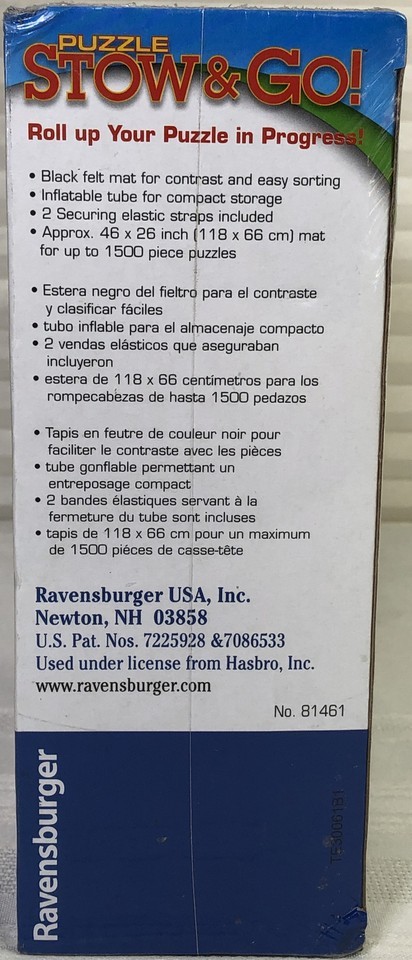 PUZZLE
STOW & GO!
Roll up Your Puzzle in Progress!
• Black felt mat for contrast and easy sorting
• Inflatable tube for compact storage
• 2 Securing elastic straps included
• Approx. 46 x 26 inch (118 x 66 cm) mat
for up to 1500 piece puzzles
• Estera negro del fieltro para el contraste
y clasificar fáciles
• tubo inflable para el almacenaje compacto
• 2 vendas elásticos que aseguraban
incluyeron
• estera de 118 x 66 centímetros para los
rompecabezas de hasta 1500 pedazos
• Tapis en feutre de couleur noir pour
faciliter le contraste avec les pièces
• tube gonflable permettant un
entreposage compact
• 2 bandes élastiques servant à la
fermeture du tube sont incluses
• tapis de 118 x 66 cm pour un maximum
de 1500 piéces de casse-tête
Ravensburger USA, Inc.
Newton, NH 03858
U.S. Pat. Nos. 7225928 &7086533
Used under license from Hasbro, Inc.
www.ravensburger.com
No. 81461
Ravensburger